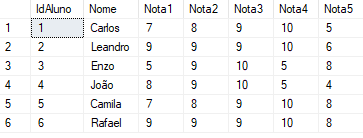 IdAluno Nome Nota1 Nota2 Nota3 Nota4 Nota5
1 1 Carlos 7 8 9 10 5
2 2 Leandro 9 9 9 10 6
3 3 Enzo 5 9 10 5 8
4 4 João 8 9 10 5 4
5 5 Camila 7 8 9 10 8
6 6 Rafael 9 9 9 10 8